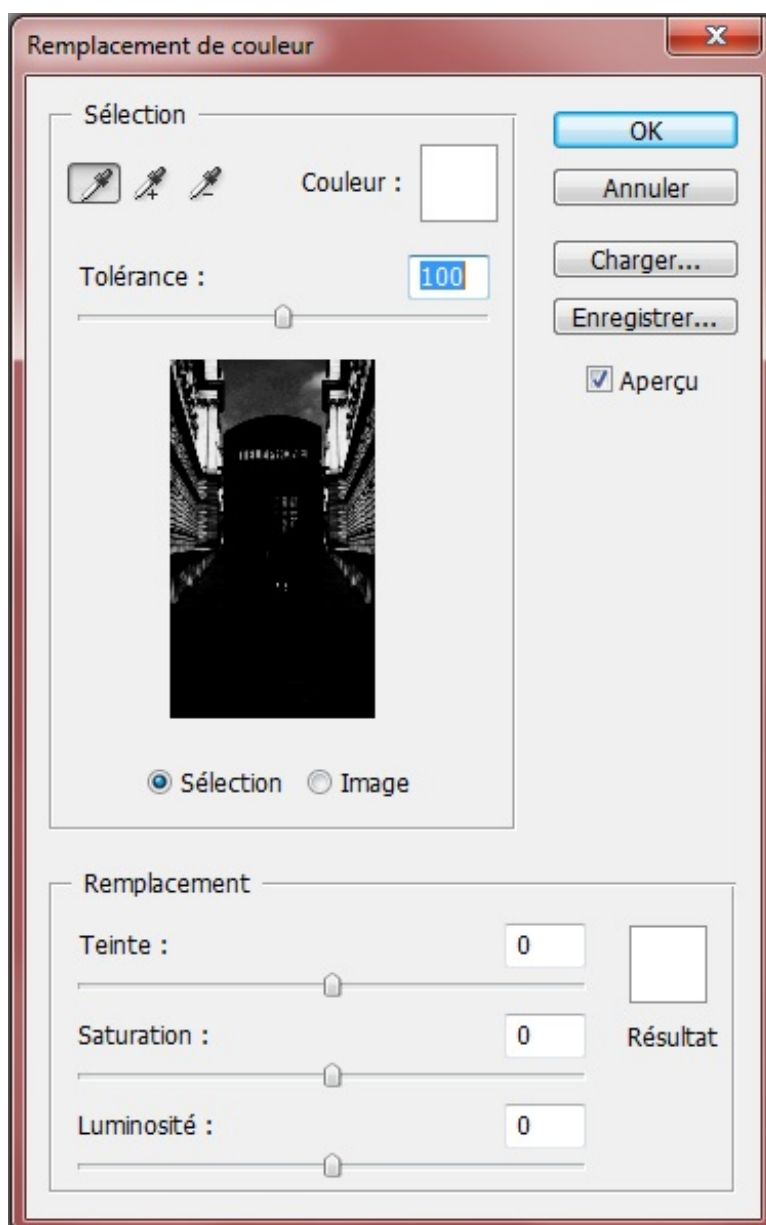 Remplacement de couleur
Sélection
Couleur :
OK
Annuler
Tolérance :
100
Charger...
Enregistrer...
Aperçu
TELEPHONE
Sélection
Image
Remplacement
Teinte :
0
Saturation :
0
Résultat
Luminosité :
0